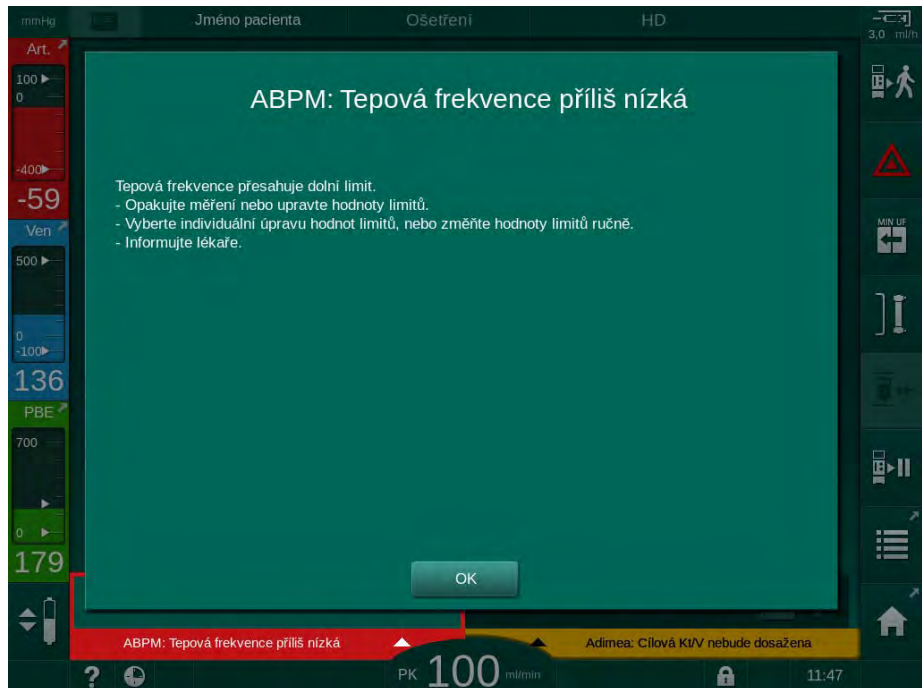 mmHg
Jméno pacienta
Ošetření
HD
3,0 ml/h
Art.
100
0
-400
-59
Ven
500
0
-100
136
PBE
700
0
179
ABPM: Tepová frekvence příliš nízká
Tepová frekvence přesahuje dolní limit.
- Opakujte měření nebo upravte hodnoty limitů.
- Vyberte individuální úpravu hodnot limitů, nebo změňte hodnoty limitů ručně.
- Informujte lékaře.
OK
MIN UF
ABPM: Tepová frekvence příliš nízká
Adimea: Cílová Kt/V nebude dosažena
?
PK 100 ml/min
11:47